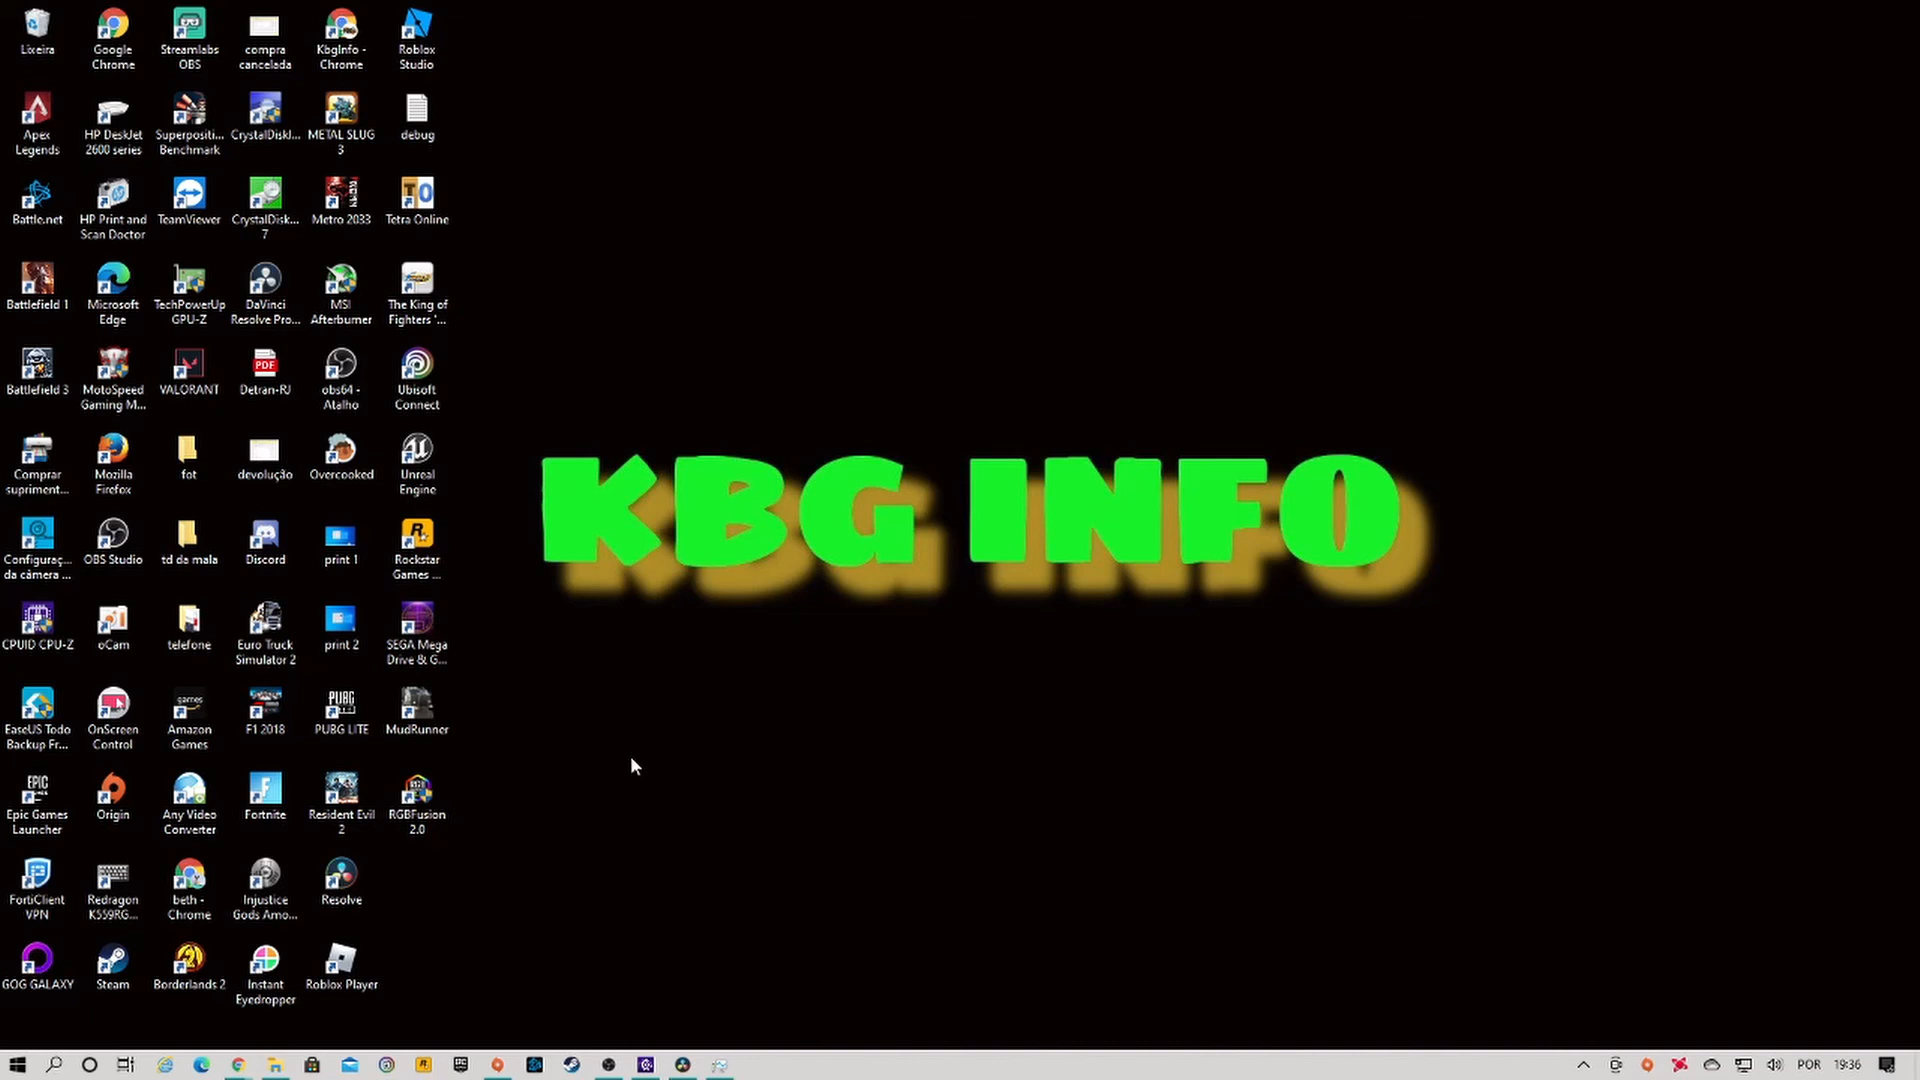 Lixeira
Google
Chrome
Streamlabs
OBS
compra
cancelada
KbgInfo -
Chrome
Roblox
Studio
Apex
Legends
HP DeskJet
2600 series
Superpositi...
Benchmark
CrystalDiskI...
METAL SLUG
3
debug
Battle.net
HP Print and
Scan Doctor
TeamViewer
CrystalDisk...
7
Metro 2033
Tetra Online
Battlefield 1
Microsoft
Edge
TechPowerUp
GPU-Z
DaVinci
Resolve Pro...
MSI
Afterburner
The King of
Fighters '...
Battlefield 3
MotoSpeed
Gaming M...
VALORANT
PDF
Detran-RJ
obs64 -
Atalho
Ubisoft
Connect
Comprar
supriment...
Mozilla
Firefox
fot
devolução
Overcooked
Unreal
Engine
KBG INFO
Configuraç...
da câmera ...
OBS Studio
td da mala
Discord
print 1
Rockstar
Games ...
CPUID CPU-Z
oCam
telefone
Euro Truck
Simulator 2
print 2
SEGA Mega
Drive & G...
EaseUS Todo
Backup Fr...
OnScreen
Control
games
Amazon
Games
F1 2018
PUBG
PUBG LITE
MudRunner
EPIC
Epic Games
Launcher
Origin
Any Video
Converter
Fortnite
Resident Evil
2
RGBFusion
2.0
FortiClient
VPN
Redragon
K559RG...
beth -
Chrome
Injustice
Gods Amo...
Resolve
GOG GALAXY
Steam
Borderlands 2
Instant
Eyedropper
Roblox Player
POR
19:36